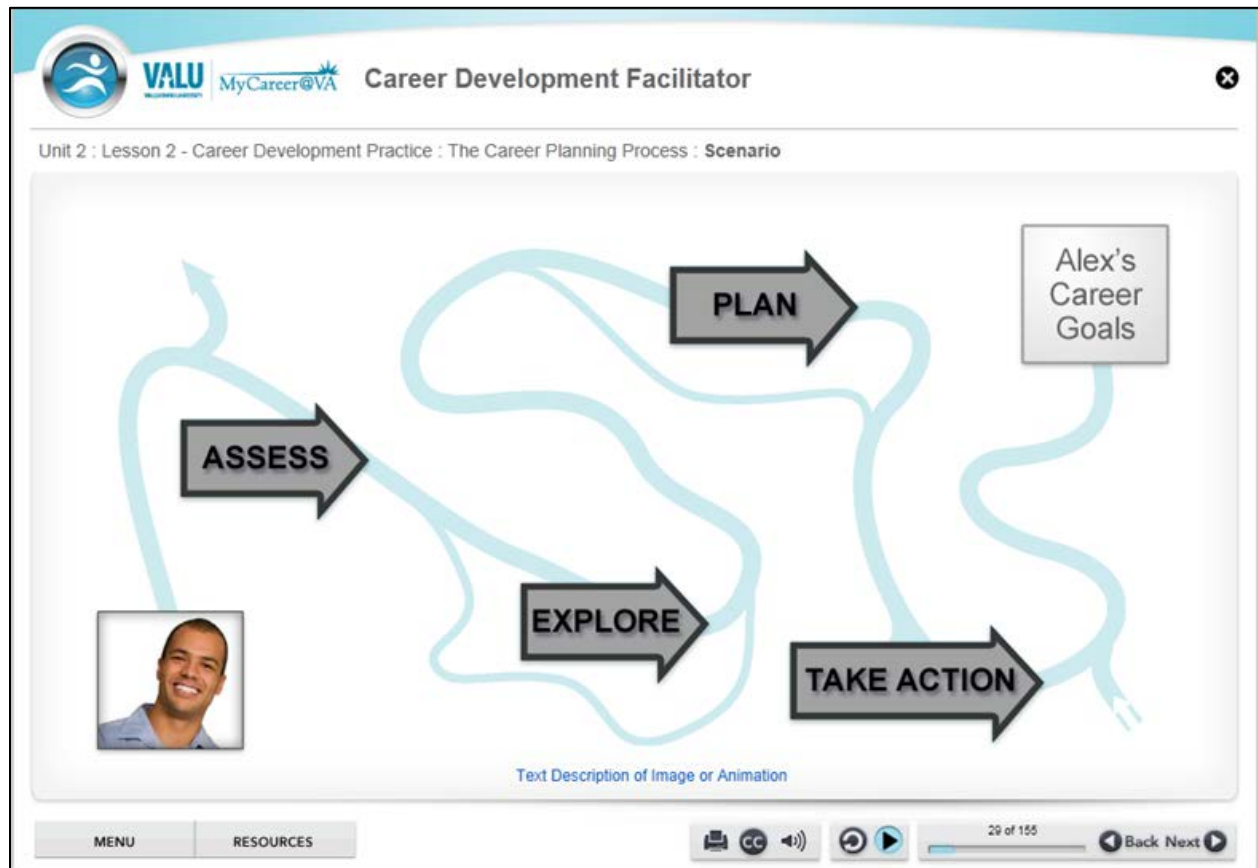 VALU
MyCareer@VA
Career Development Facilitator
Unit 2 : Lesson 2 - Career Development Practice : The Career Planning Process : Scenario
Alex's
Career
Goals
PLAN
ASSESS
EXPLORE
TAKE ACTION
Text Description of Image or Animation
MENU
RESOURCES
CC
29 of 155
Back Next